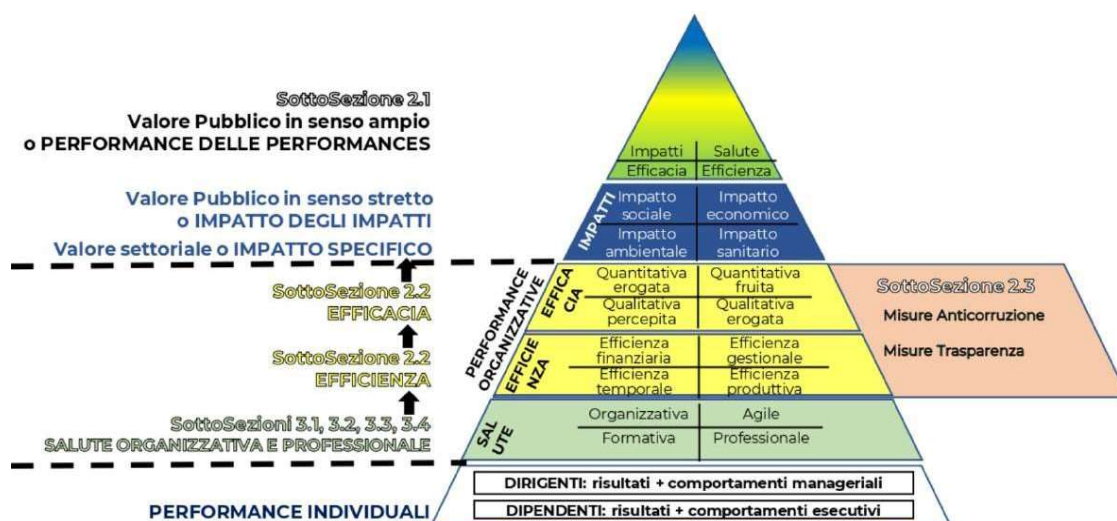 SottoSezione 2.1
Valore Pubblico in senso ampio
o PERFORMANCE DELLE PERFORMANCES
Impatti Salute
Efficacia Efficienza
Valore Pubblico in senso stretto
o IMPATTO DEGLI IMPATTI
Valore settoriale o IMPATTO SPECIFICO
IMPATTI
Impatto sociale
Impatto economico
Impatto ambientale
Impatto sanitario
PERFORMANCE ORGANIZZATIVE
SottoSezione 2.2
EFFICACIA
EFFICA
CIA
Quantitativa erogata
Quantitativa fruita
Qualitativa percepita
Qualitativa erogata
SottoSezione 2.3
Misure Anticorruzione
Misure Trasparenza
SottoSezione 2.2
EFFICIENZA
EFFICIE
NZA
Efficienza finanziaria
Efficienza gestionale
Efficienza temporale
Efficienza produttiva
SottoSezioni 3.1, 3.2, 3.3, 3.4
SALUTE ORGANIZZATIVA E PROFESSIONALE
SAL
UTE
Organizzativa Agile
Formativa Professionale
PERFORMANCE INDIVIDUALI
DIRIGENTI: risultati + comportamenti manageriali
DIPENDENTI: risultati + comportamenti esecutivi